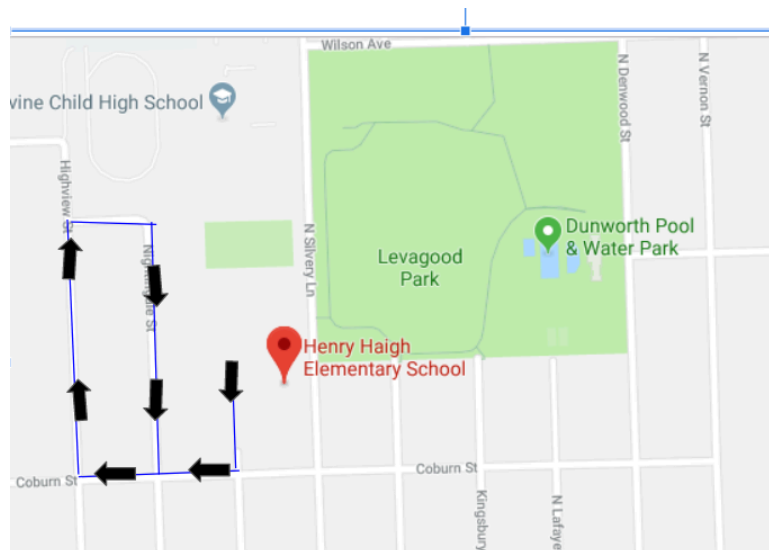 Wilson Ave
vine Child High School
N Denwood St
N Vernon St
Highview St
N Silvery Ln
Dunworth Pool
& Water Park
Levagood
Park
Henry Haigh
Elementary School
Coburn St
Coburn St
Kingsbury
N Lafaye